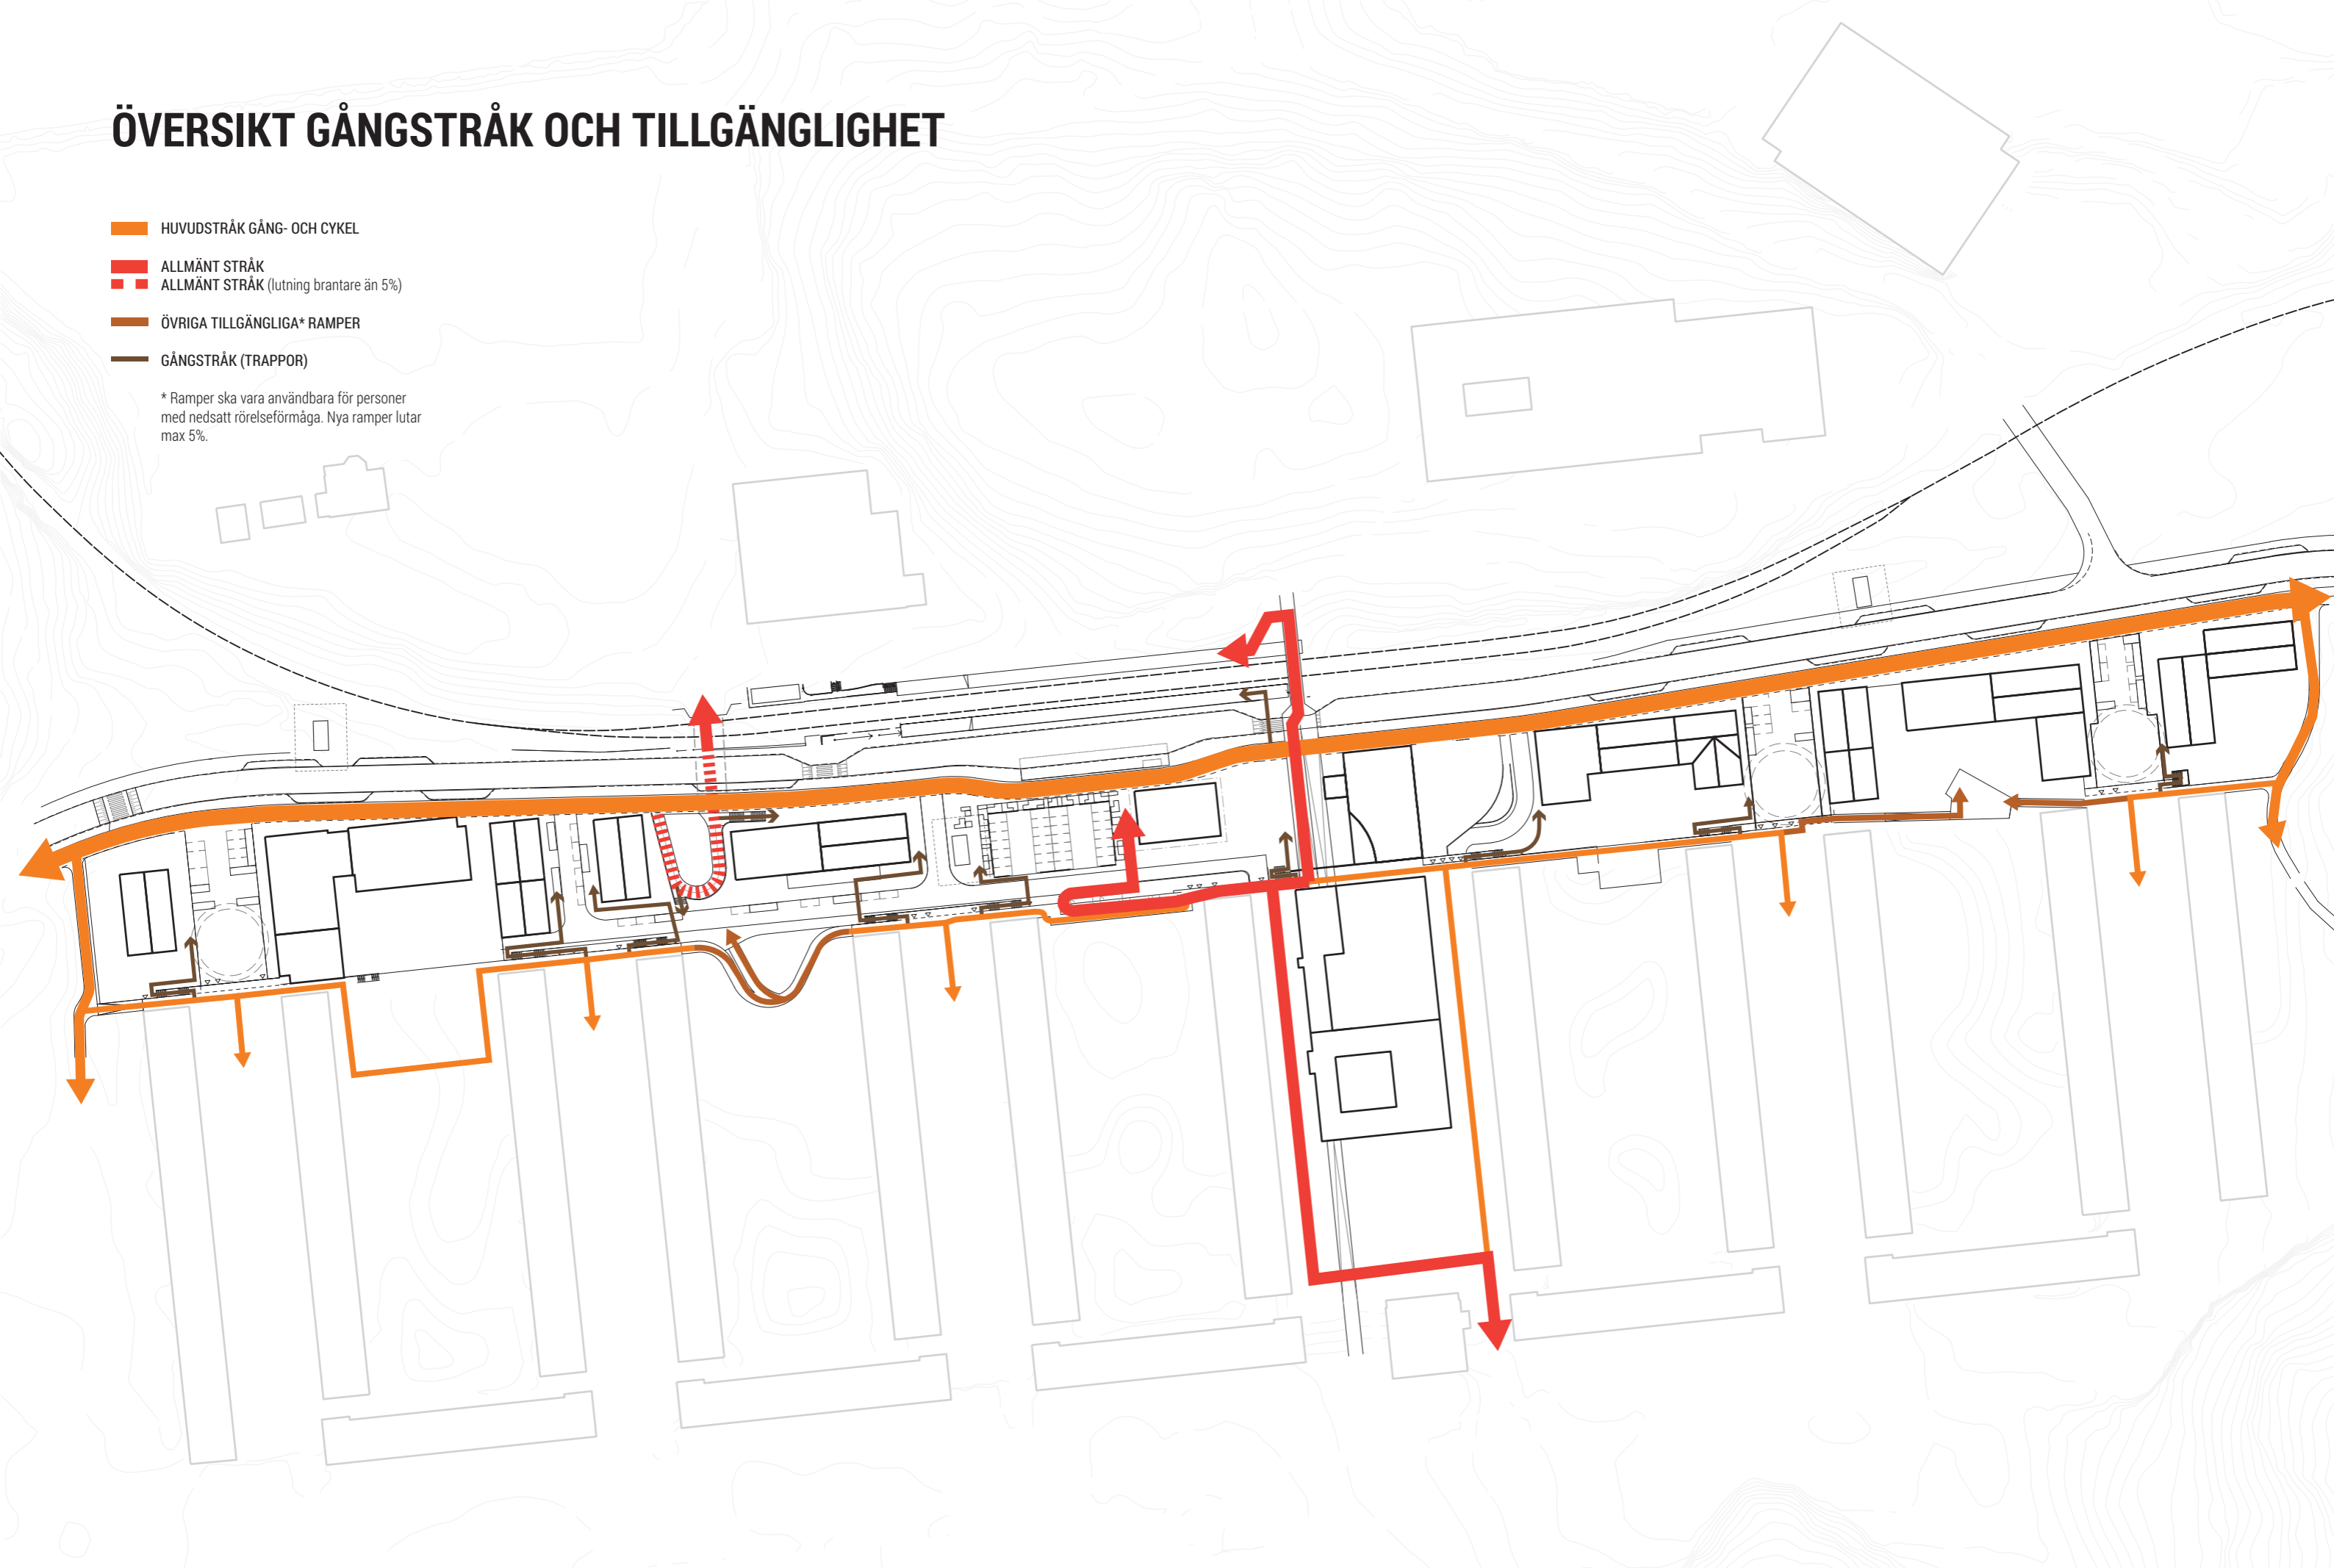 ÖVERSIKT GÅNGSTRÅK OCH TILLGÄNGLIGHET
HUVUDSTRÅK GÅNG- OCH CYKEL
ALLMÄNT STRÅK
ALLMÄNT STRÅK (lutning brantare än 5%)
ÖVRIGA TILLGÄNGLIGA* RAMPER
GÅNGSTRÅK (TRAPPOR)
* Ramper ska vara användbara för personer
med nedsatt rörelseförmåga. Nya ramper lutar
max 5%.